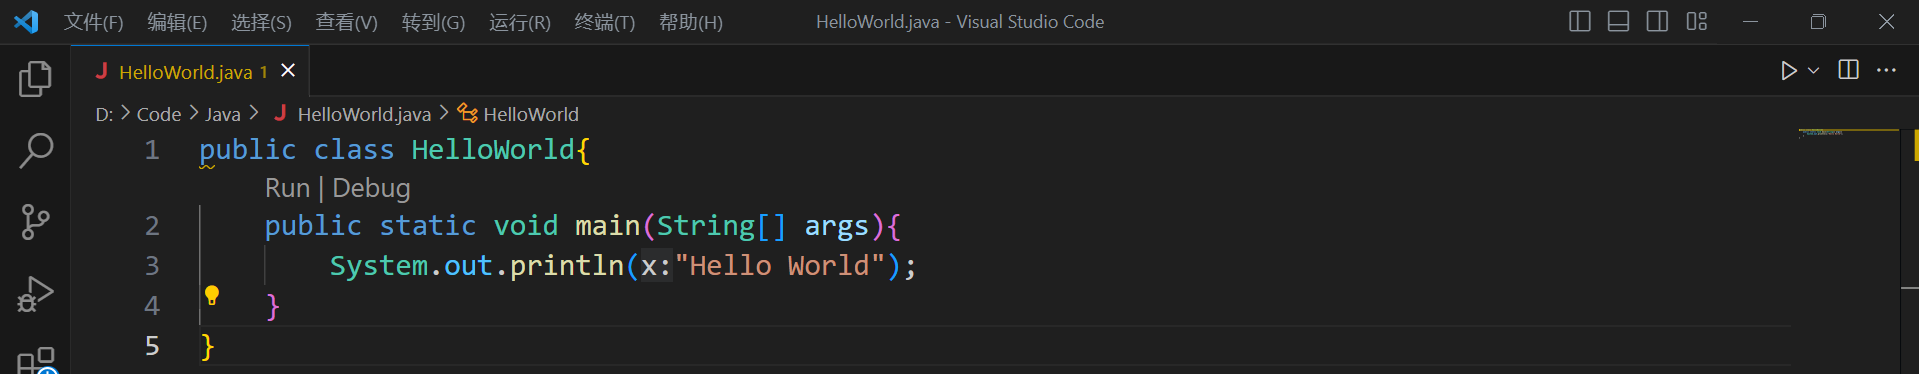 文件(F) 编辑(E) 选择(S) 查看(V) 转到(G) 运行(R) 终端(T) 帮助(H) HelloWorld.java - Visual Studio Code
J HelloWorld.java 1
D: > Code > Java > J HelloWorld.java > HelloWorld
1 public class HelloWorld{
Run | Debug
2 public static void main(String[] args){
3 System.out.println(x:"Hello World");
4 }
5 }